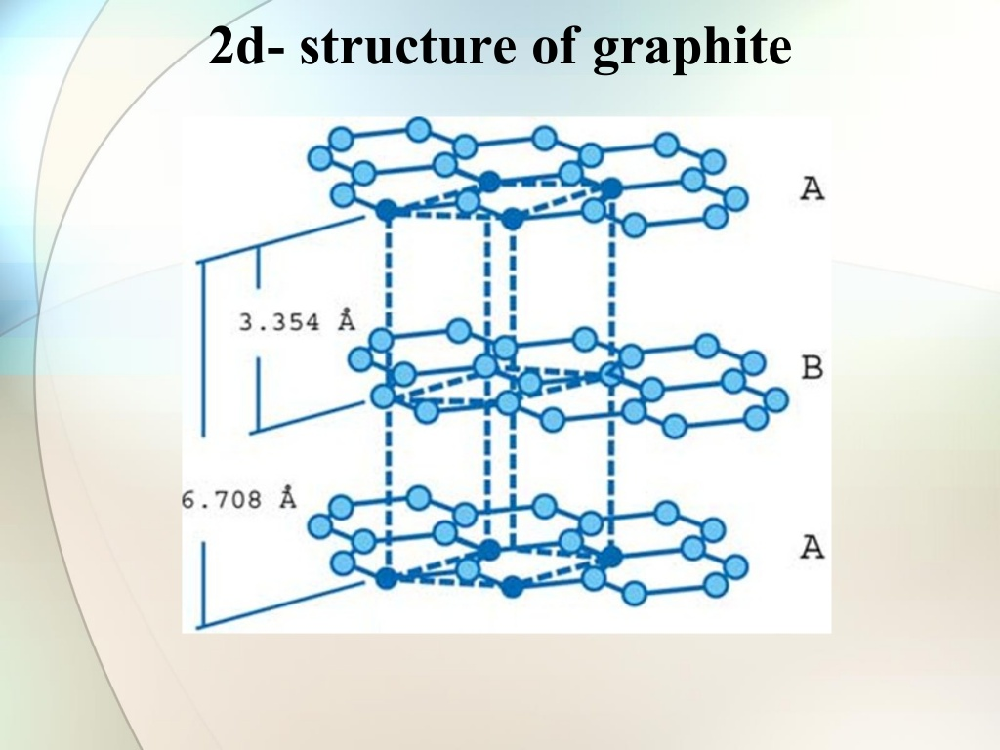 2d- structure of graphite
A
3.354 Å
B
6.708 Å
A